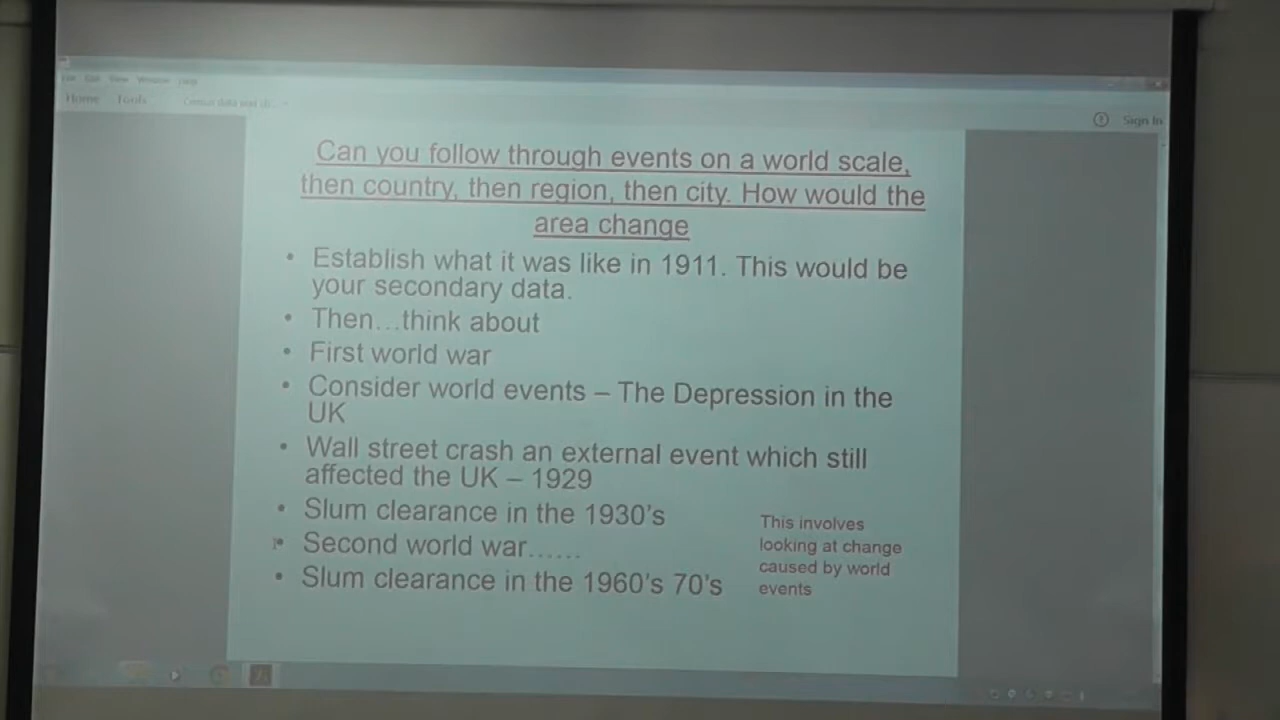 Edit View Window Help
Home Tools
Sign In
Can you follow through events on a world scale,
then country, then region, then city. How would the
area change
• Establish what it was like in 1911. This would be
your secondary data.
• Then...think about
• First world war
• Consider world events – The Depression in the
UK
• Wall street crash an external event which still
affected the UK – 1929
• Slum clearance in the 1930's
• Second world war......
• Slum clearance in the 1960's 70's
This involves
looking at change
caused by world
events